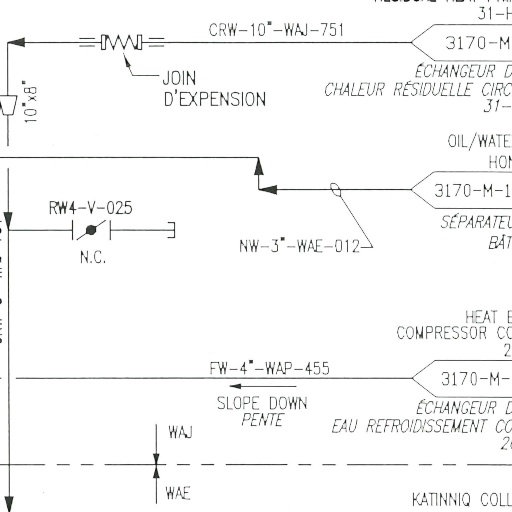 31-H
CRW-10"-WAJ-751
3170-M
JOIN
D'EXPENSION
ÉCHANGEUR D
CHALEUR RÉSIDUELLE CIRC
31-
10"x8"
OIL/WATE
HON
3170-M-1
RW4-V-025
N.C.
SÉPARATEU
BÂT
NW-3"-WAE-012
HEAT E
COMPRESSOR CO
2
FW-4"-WAP-455
3170-M-
SLOPE DOWN
PENTE
ÉCHANGEUR D
EAU REFROIDISSEMENT CO
26
WAJ
WAE
KATINNIQ COLL